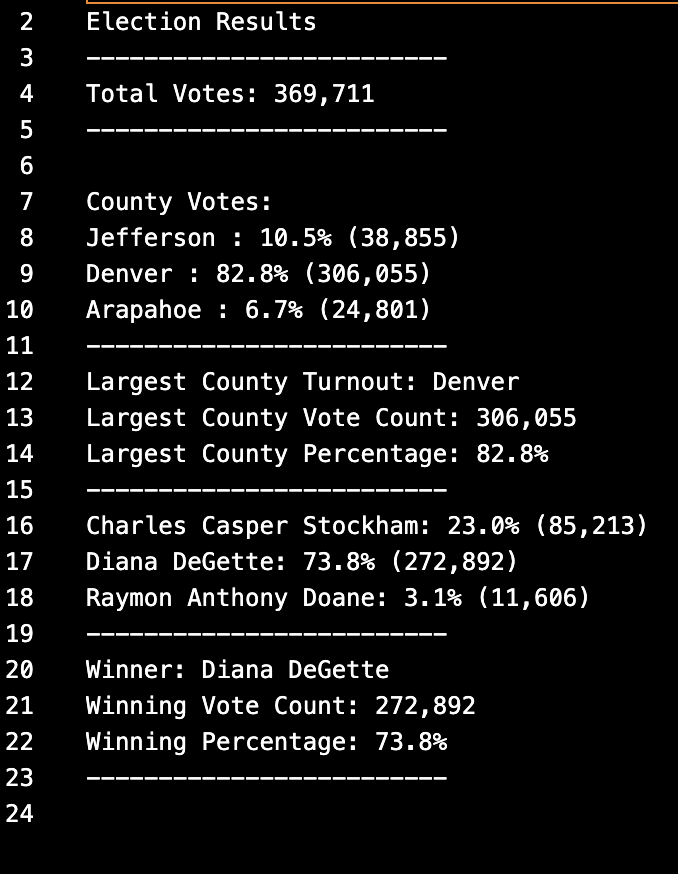 2 Election Results
3 -------------------------
4 Total Votes: 369,711
5 -------------------------
6
7 County Votes:
8 Jefferson : 10.5% (38,855)
9 Denver : 82.8% (306,055)
10 Arapahoe : 6.7% (24,801)
11 -------------------------
12 Largest County Turnout: Denver
13 Largest County Vote Count: 306,055
14 Largest County Percentage: 82.8%
15 -------------------------
16 Charles Casper Stockham: 23.0% (85,213)
17 Diana DeGette: 73.8% (272,892)
18 Raymon Anthony Doane: 3.1% (11,606)
19 -------------------------
20 Winner: Diana DeGette
21 Winning Vote Count: 272,892
22 Winning Percentage: 73.8%
23 -------------------------
24